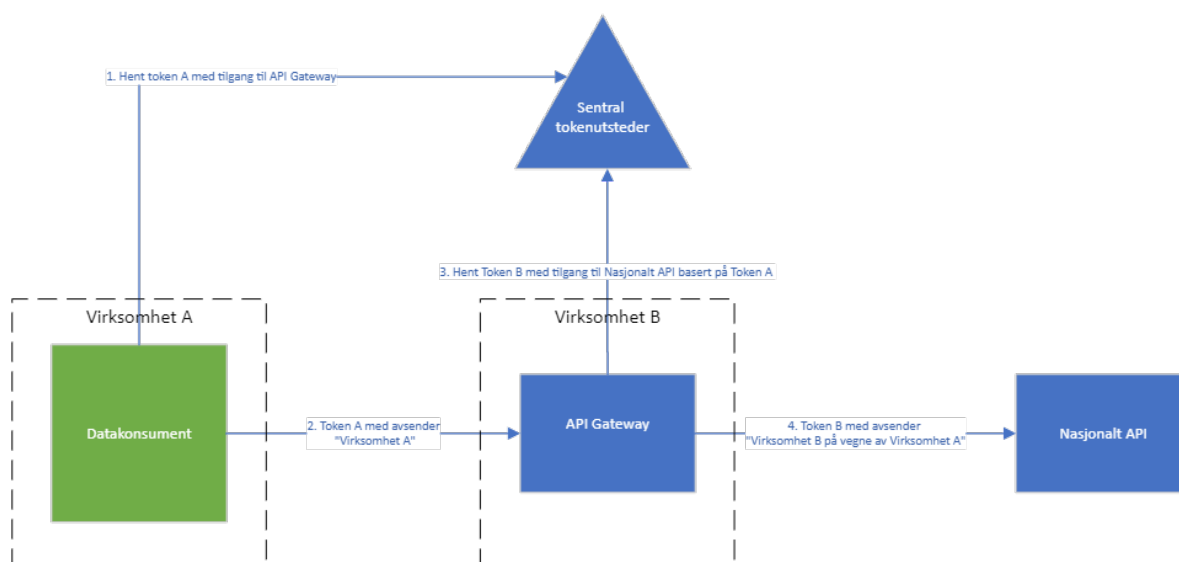 1. Hent token A med tilgang til API Gateway
Sentral
tokenutsteder
3. Hent Token B med tilgang til Nasjonalt API basert på Token A
Virksomhet A
Virksomhet B
Datakonsument
2. Token A med avsender
"Virksomhet A"
API Gateway
4. Token B med avsender
"Virksomhet B på vegne av Virksomhet A"
Nasjonalt API